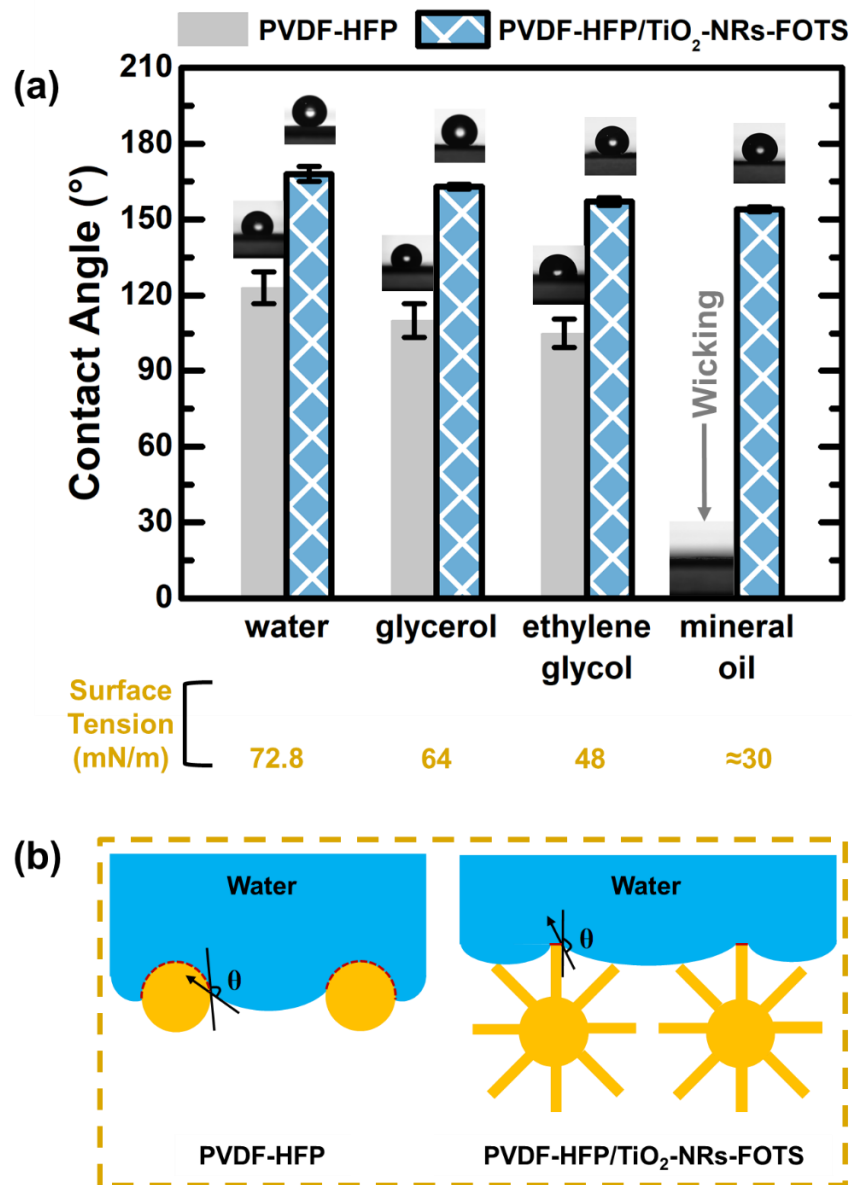 PVDF-HFP PVDF-HFP/TiO₂-NRs-FOTS
(a)
210
180
150
120
90
60
30
0
Contact Angle (°)
Wicking
water glycerol ethylene glycol mineral oil
Surface Tension (mN/m)
72.8 64 48 ≈30
(b)
Water
θ
Water
θ
PVDF-HFP PVDF-HFP/TiO₂-NRs-FOTS